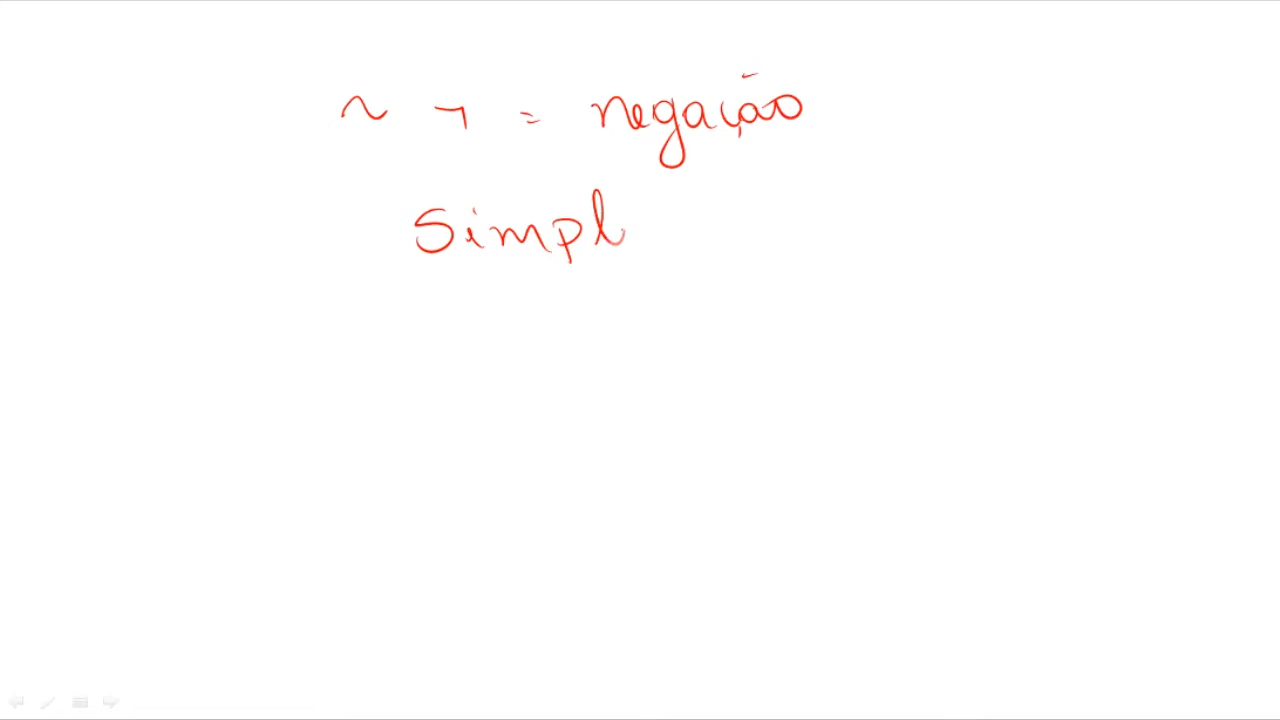 ~ ¬ = negação
Simpl